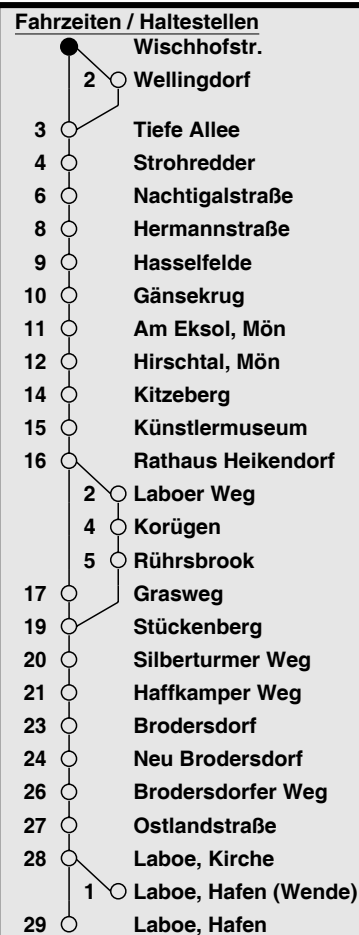 Fahrzeiten / Haltestellen
Wischhofstr.
2 Wellingdorf
3 Tiefe Allee
4 Strohredder
6 Nachtigalstraße
8 Hermannstraße
9 Hasselfelde
10 Gänsekrug
11 Am Eksol, Mön
12 Hirschtal, Mön
14 Kitzeberg
15 Künstlermuseum
16 Rathaus Heikendorf
2 Laboer Weg
4 Korügen
5 Rührsbrook
17 Grasweg
19 Stückenberg
20 Silberturmer Weg
21 Haffkamper Weg
23 Brodersdorf
24 Neu Brodersdorf
26 Brodersdorfer Weg
27 Ostlandstraße
28 Laboe, Kirche
1 Laboe, Hafen (Wende)
29 Laboe, Hafen